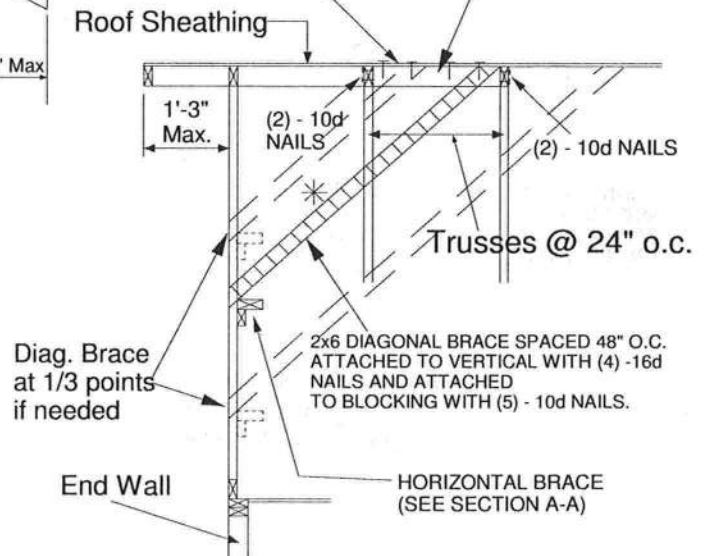 Roof Sheathing
' Max
1'-3"
Max.
(2) - 10d
NAILS
(2) - 10d NAILS
Trusses @ 24" o.c.
2x6 DIAGONAL BRACE SPACED 48" O.C.
ATTACHED TO VERTICAL WITH (4) -16d
NAILS AND ATTACHED
TO BLOCKING WITH (5) - 10d NAILS.
Diag. Brace
at 1/3 points
if needed
End Wall
HORIZONTAL BRACE
(SEE SECTION A-A)